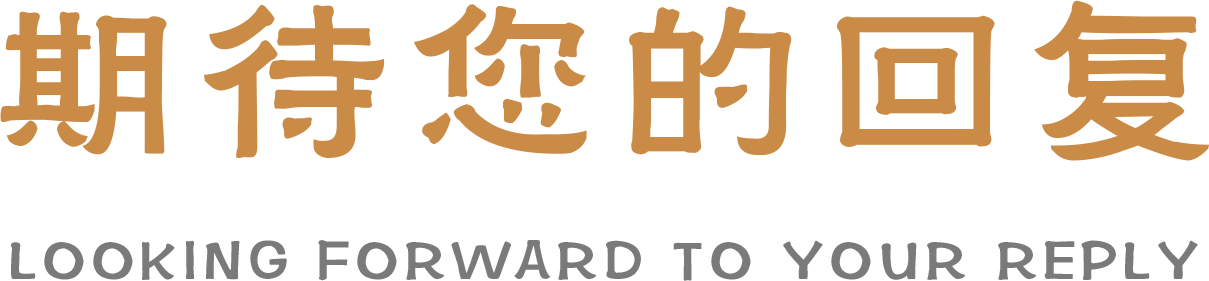 期待您的回复
LOOKING FORWARD TO YOUR REPLY